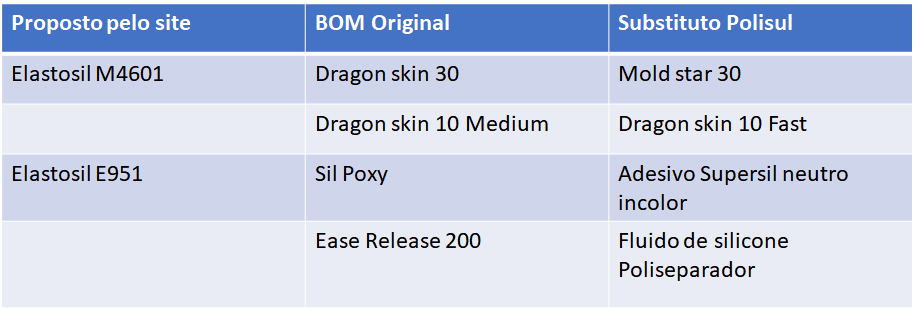 Proposto pelo site BOM Original Substituto Polisul
Elastosil M4601 Dragon skin 30 Mold star 30
Dragon skin 10 Medium Dragon skin 10 Fast
Elastosil E951 Sil Poxy Adesivo Supersil neutro
incolor
Ease Release 200 Fluido de silicone
Poliseparador